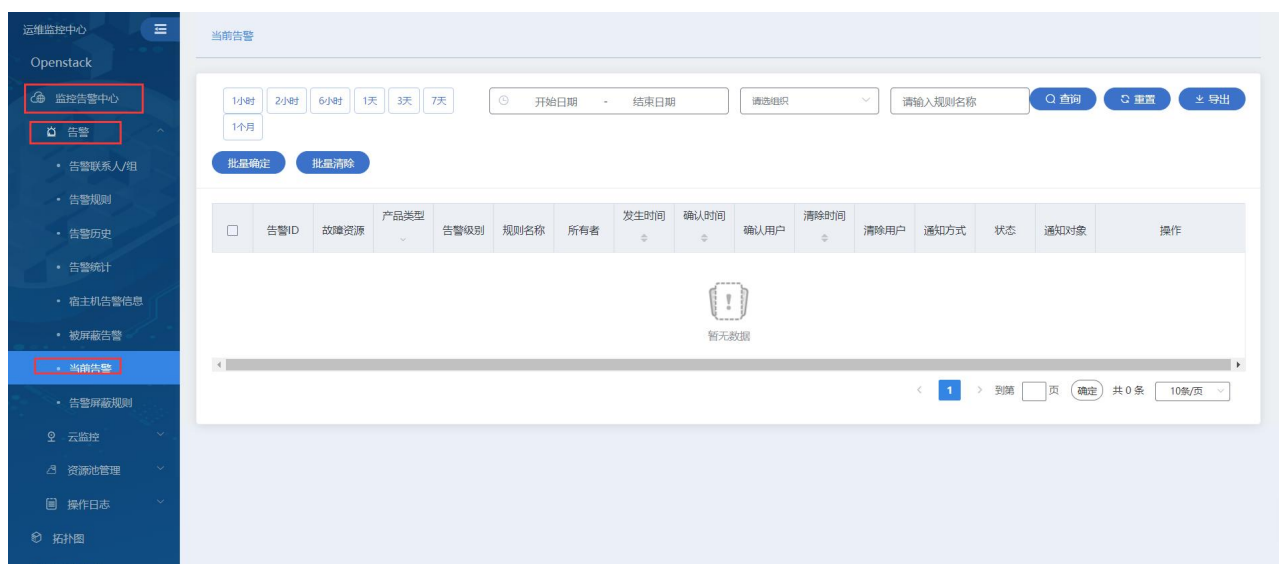 运维监控中心
Openstack
监控告警中心
告警
告警联系人/组
告警规则
告警历史
告警统计
宿主机告警信息
被屏蔽告警
当前告警
告警屏蔽规则
云监控
资源池管理
操作日志
拓扑图
当前告警
1小时 2小时 6小时 1天 3天 7天 开始日期 - 结束日期 请选组织 请输入规则名称 查询 重置 导出
1个月
批量确定 批量清除
告警ID 故障资源 产品类型 告警级别 规则名称 所有者 发生时间 确认时间 确认用户 清除时间 清除用户 通知方式 状态 通知对象 操作
暂无数据
1 到第 页 确定 共 0 条 10条/页